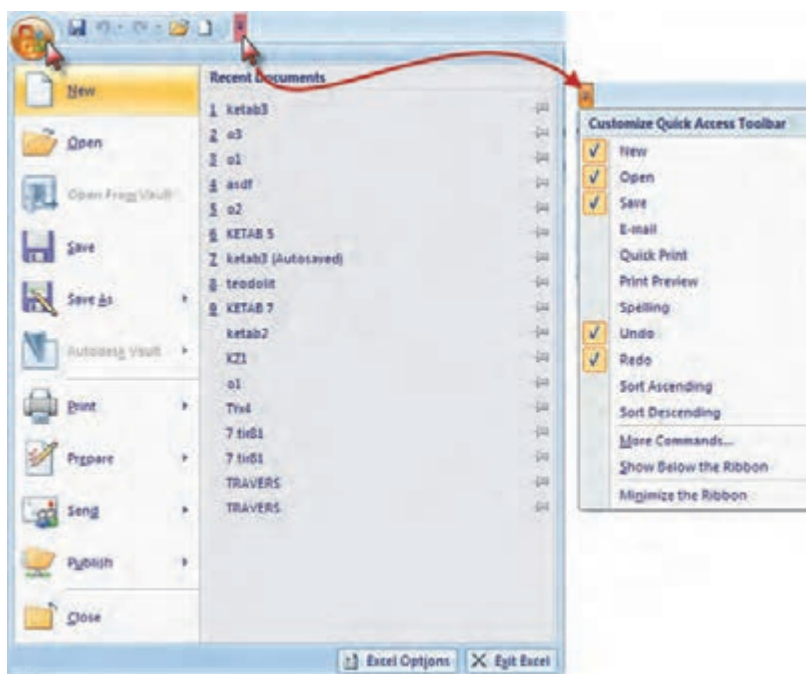 New
Open
Open From Vault
Save
Save As
Autodesk Vault
Print
Prepare
Send
Publish
Close
Recent Documents
1 ketab3
2 o3
3 o1
4 asdf
5 o2
6 KETAB 5
7 ketab3 (Autosaved)
8 teodolit
9 KETAB 7
ketab2
KZ1
o1
7 tir81
7 tir81
TRAVERS
TRAVERS
Excel Options
Exit Excel
Customize Quick Access Toolbar
New
Open
Save
E-mail
Quick Print
Print Preview
Spelling
Undo
Redo
Sort Ascending
Sort Descending
More Commands...
Show Below the Ribbon
Minimize the Ribbon